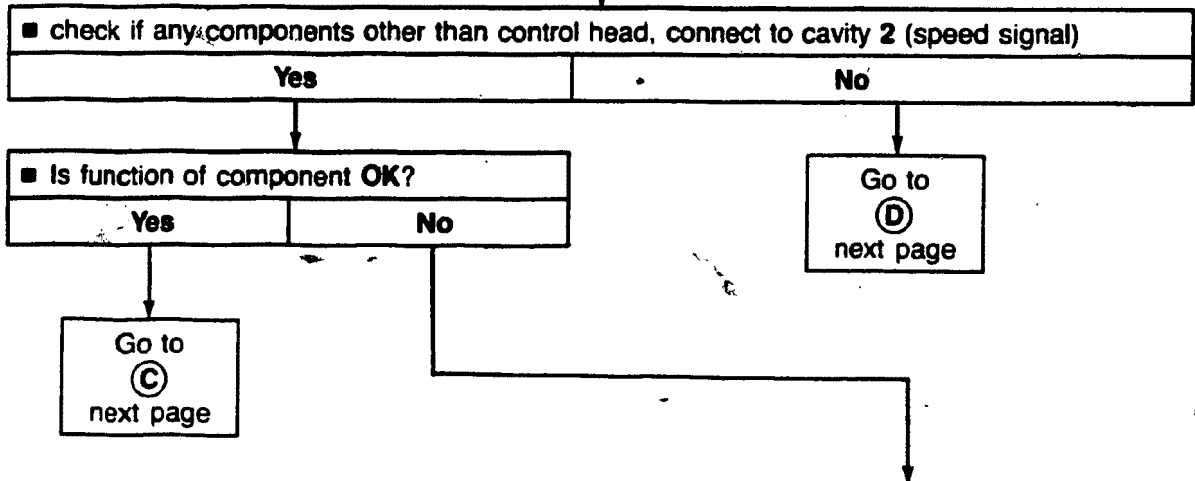 ■ check if any components other than control head, connect to cavity 2 (speed signal)
Yes
No
■ Is function of component OK?
Yes
No
Go to
Ⓓ
next page
Go to
Ⓒ
next page